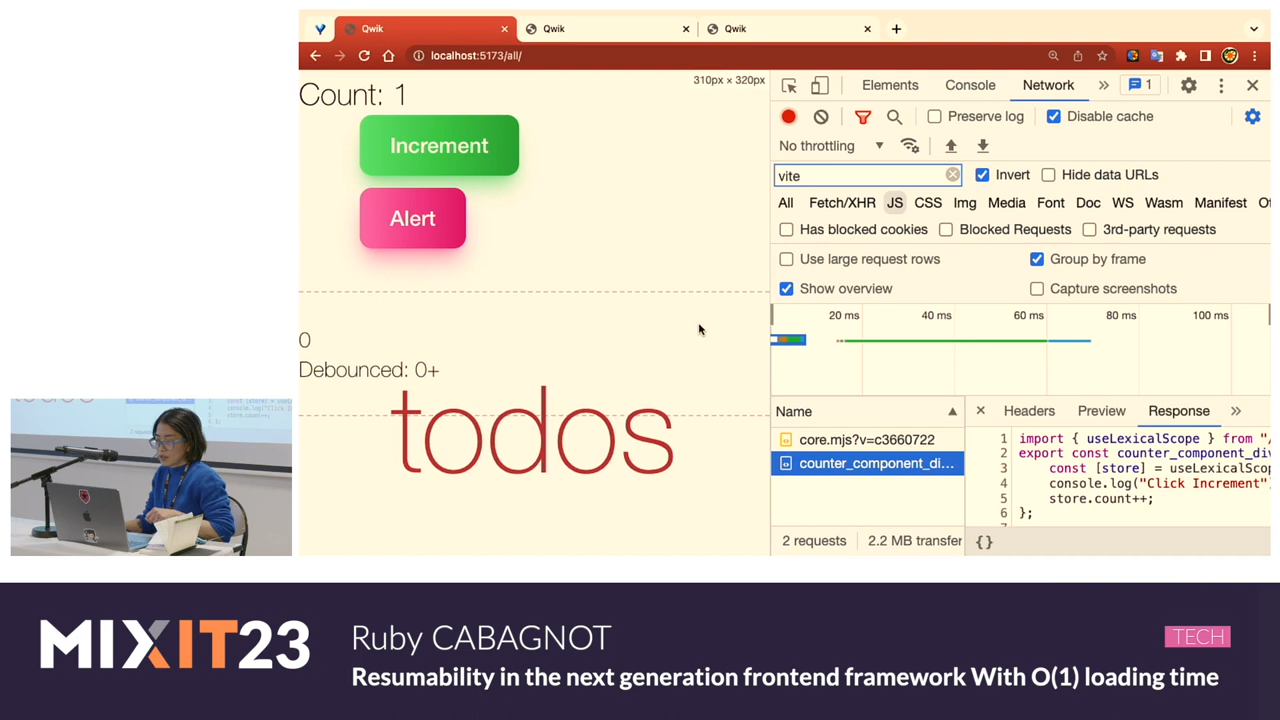 Qwik
Qwik
Qwik
localhost:5173/all/
Count: 1
310px × 320px
Increment
Alert
0
Debounced: 0+
todos
Elements
Console
Network
1
Preserve log
Disable cache
No throttling
vite
Invert
Hide data URLs
All Fetch/XHR JS CSS Img Media Font Doc WS Wasm Manifest
Has blocked cookies
Blocked Requests
3rd-party requests
Use large request rows
Group by frame
Show overview
Capture screenshots
20 ms
40 ms
60 ms
80 ms
100 ms
Name
Headers
Preview
Response
core.mjs?v=c3660722
counter_component_di...
1 import { useLexicalScope } from "/
2 export const counter_component_div
3 const [store] = useLexicalScope
4 console.log("Click Increment"
5 store.count++;
6 };
2 requests
2.2 MB transfer
{}
MIXIT23
Ruby CABAGNOT
TECH
Resumability in the next generation frontend framework With O(1) loading time